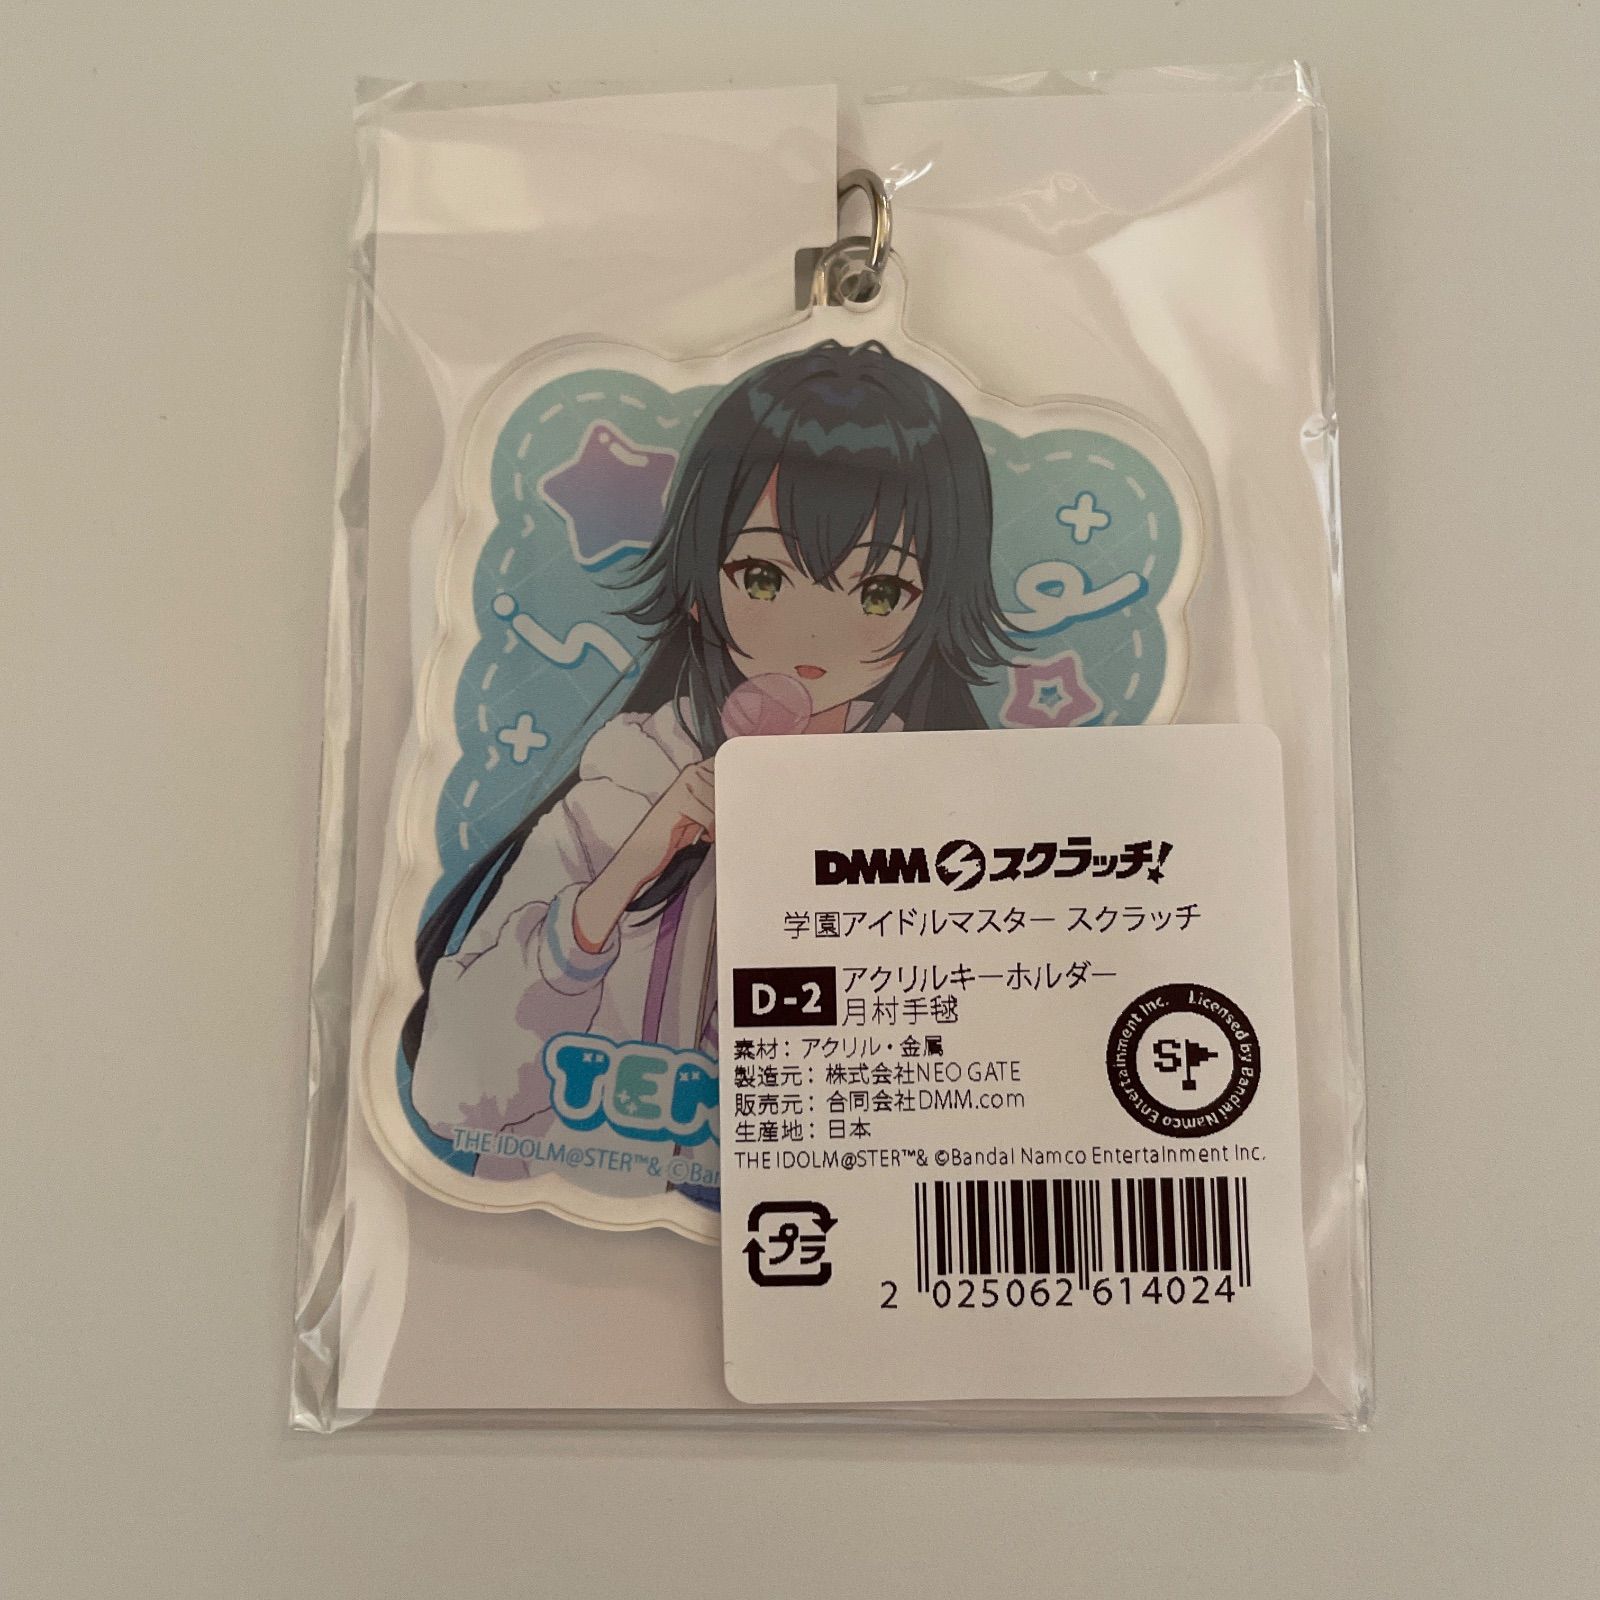 TEM
THE IDOLM@STER™& ©Ban
DMM スクラッチ!
学園アイドルマスター スクラッチ
D-2 アクリルキーホルダー
月村手毬
素材：アクリル・金属
製造元：株式会社NEO GATE
販売元：合同会社DMM.com
生産地：日本
THE IDOLM@STER™& ©Bandai Namco Entertainment Inc.
Licensed by Bandai Namco Entertainment Inc.
SP
プラ
2 025062 614024